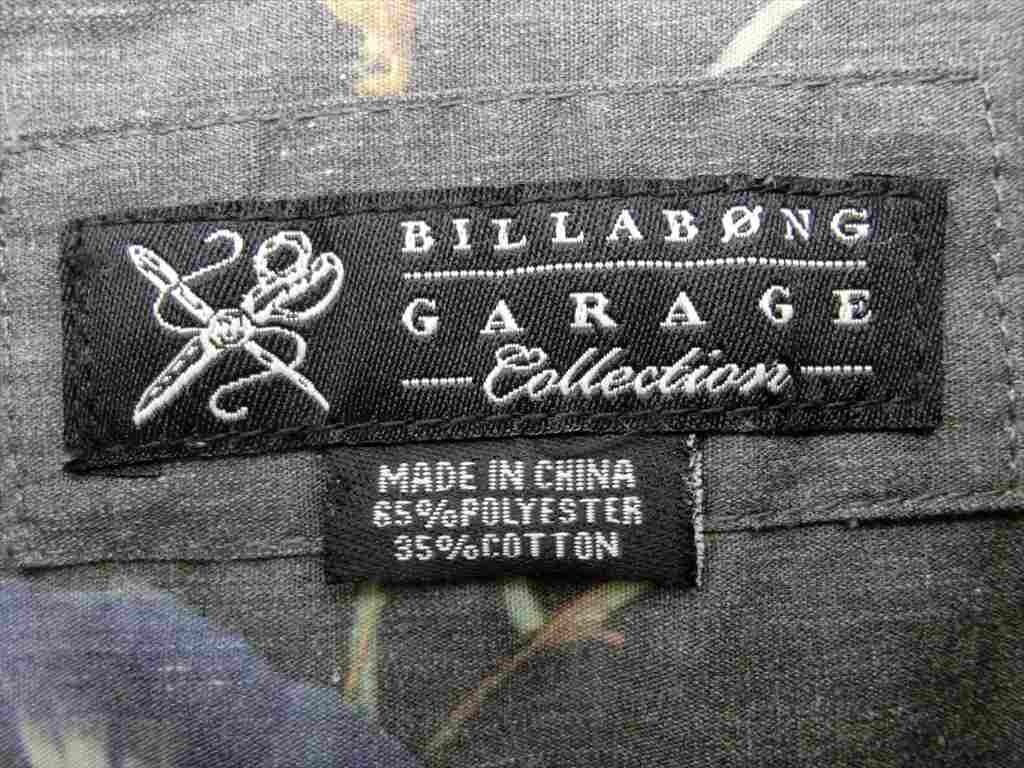 BILLABØNG
GARAGE
Collection
MADE IN CHINA
65%POLYESTER
35%COTTON